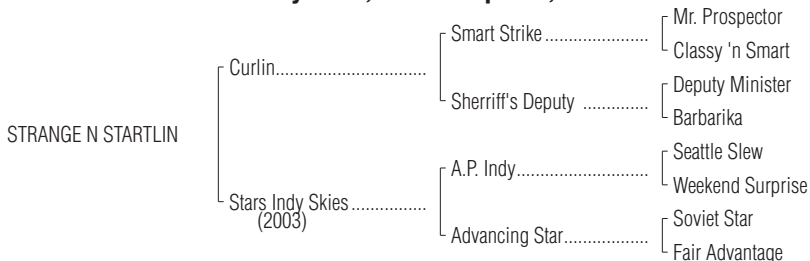 Mr. Prospector
Smart Strike .....................
Classy 'n Smart
Curlin................................
Deputy Minister
Sherriff's Deputy ..............
Barbarika
STRANGE N STARTLIN
Seattle Slew
A.P. Indy...........................
Weekend Surprise
Stars Indy Skies ................
(2003)
Soviet Star
Advancing Star.................
Fair Advantage